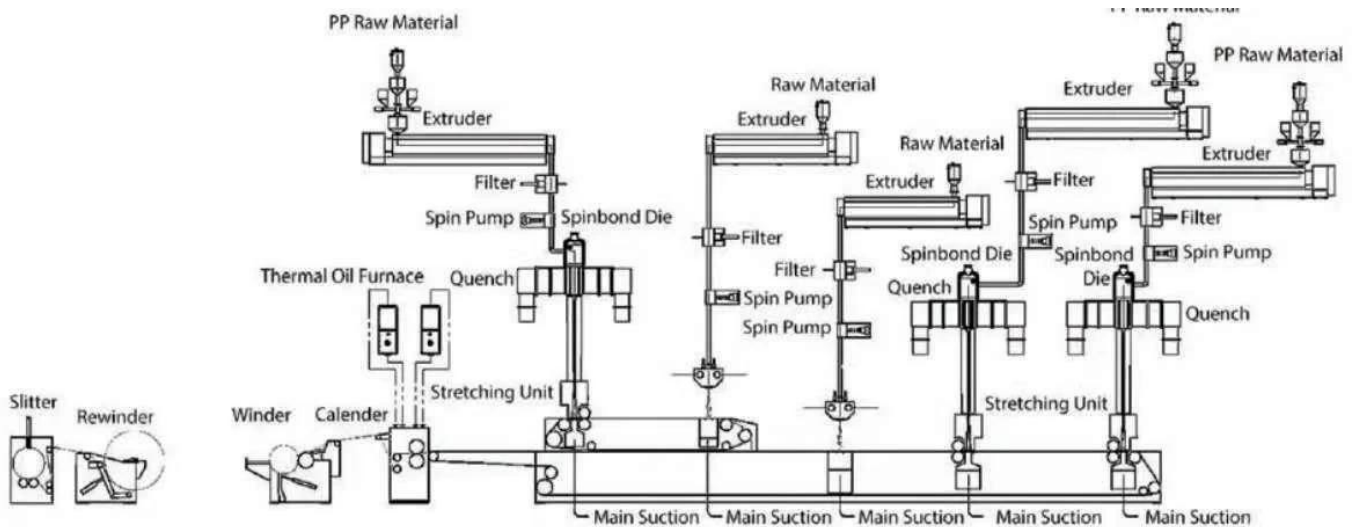 PP Raw Material
PP Raw Material
PP Raw Material
Raw Material
Extruder
Extruder
Extruder
Raw Material
Extruder
Extruder
Filter
Filter
Spin Pump
Spinbond Die
Filter
Spin Pump
Filter
Spinbond Die
Spinbond
Die
Spin Pump
Thermal Oil Furnace
Quench
Filter
Quench
Spin Pump
Quench
Spin Pump
Stretching Unit
Stretching Unit
Slitter
Rewinder
Winder
Calender
Main Suction
Main Suction
Main Suction
Main Suction
Main Suction